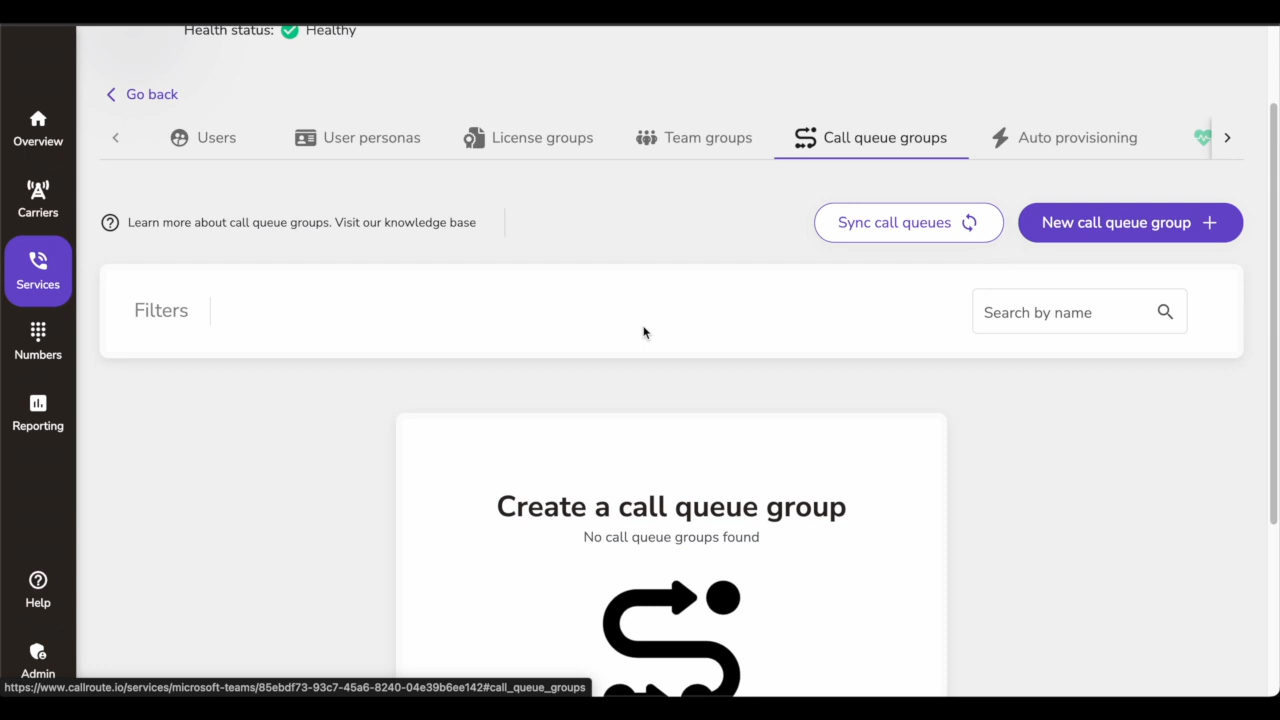 Health status: Healthy
Go back
Users
User personas
License groups
Team groups
Call queue groups
Auto provisioning
Overview
Carriers
Services
Numbers
Reporting
Help
Admin
Learn more about call queue groups. Visit our knowledge base
Sync call queues
New call queue group
Filters
Search by name
Create a call queue group
No call queue groups found
https://www.callroute.io/services/microsoft-teams/85ebdf73-93c7-45a6-8240-04e39b6ee142#call_queue_groups